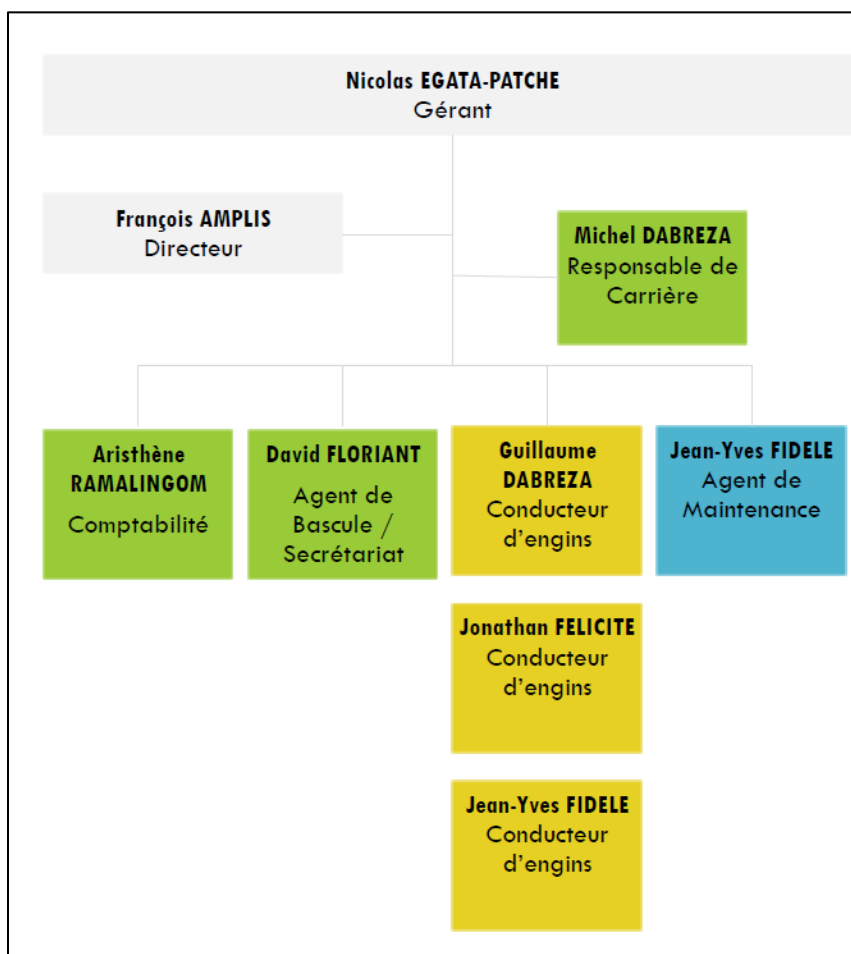 Nicolas EGATA-PATCHE
Gérant
François AMPLIS
Directeur
Michel DABREZA
Responsable de
Carrière
Aristhène
RAMALINGOM
Comptabilité
David FLORIANT
Agent de
Bascule /
Secrétariat
Guillaume
DABREZA
Conducteur
d'engins
Jean-Yves FIDELE
Agent de
Maintenance
Jonathan FELICITE
Conducteur
d'engins
Jean-Yves FIDELE
Conducteur
d'engins